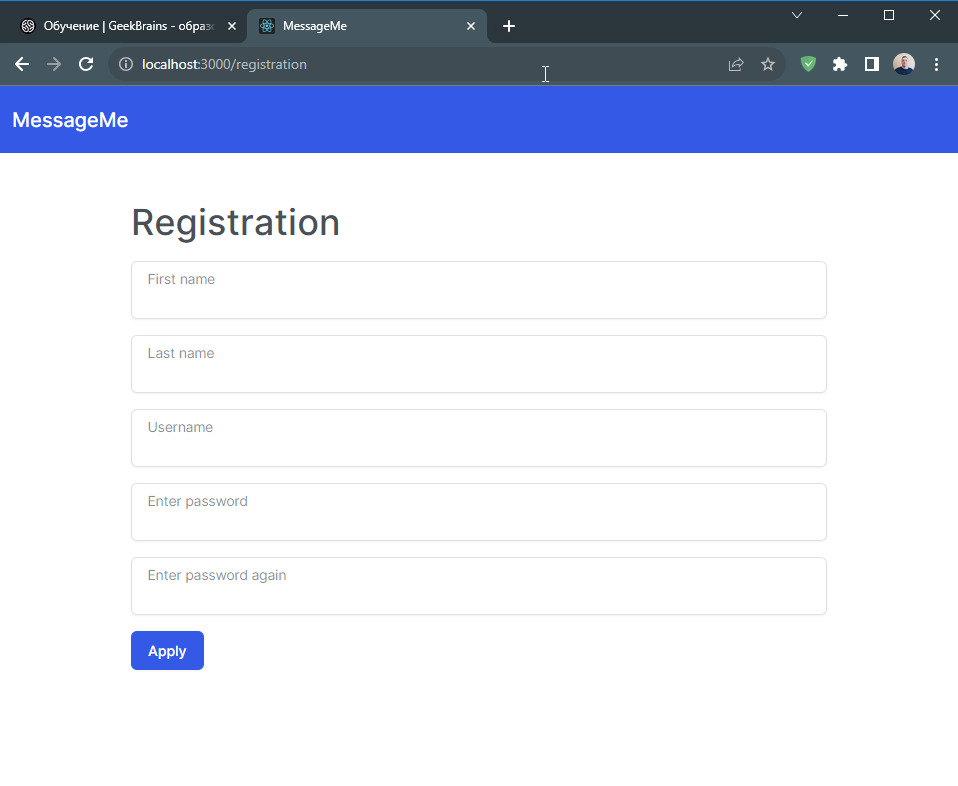 Обучение | GeekBrains - образо
MessageMe
localhost:3000/registration
MessageMe
Registration
First name
Last name
Username
Enter password
Enter password again
Apply